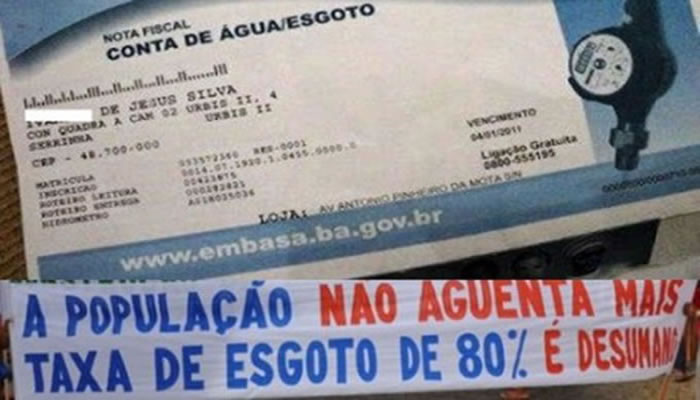 NOTA FISCAL
CONTA DE ÁGUA/ESGOTO
DE JESUS SILVA
CON QUADRA A CAM 02 URBIS II, 4
URBIS II
SERRINHA
CEP - 48.700-000
VENCIMENTO
04/01/2011
Ligação Gratuita
0800-555195
MATRICULA
INSCRICAO
ROTEIRO LEITURA
ROTEIRO ENTREGA
HIDROMETRO
LOJA: AV ANTONIO PINHEIRO DA MOTA S/N
www.embasa.ba.gov.br
A POPULAÇÃO NAO AGUENTA MAIS
TAXA DE ESGOTO DE 80% É DESUMANA